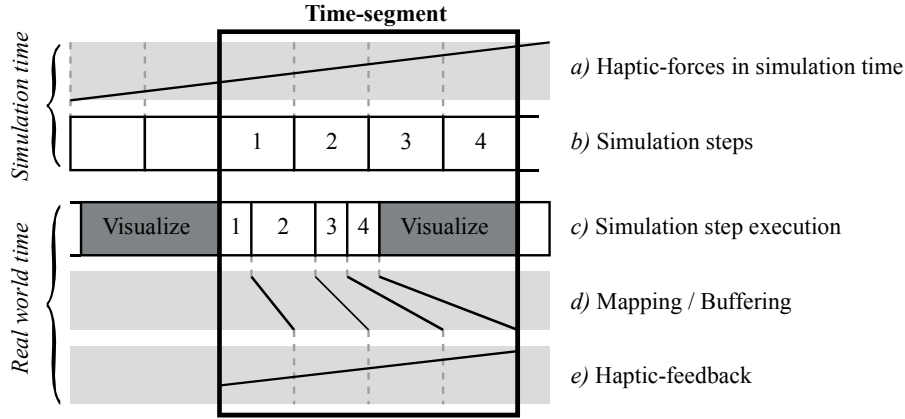 Time-segment
Simulation time
a) Haptic-forces in simulation time
1 2 3 4
b) Simulation steps
Real world time
Visualize 1 2 3 4 Visualize
c) Simulation step execution
d) Mapping / Buffering
e) Haptic-feedback